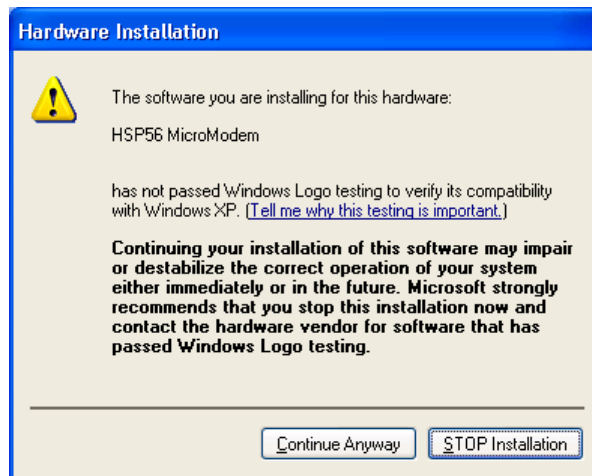 Hardware Installation
The software you are installing for this hardware:
HSP56 MicroModem
has not passed Windows Logo testing to verify its compatibility
with Windows XP. (Tell me why this testing is important.)
Continuing your installation of this software may impair
or destabilize the correct operation of your system
either immediately or in the future. Microsoft strongly
recommends that you stop this installation now and
contact the hardware vendor for software that has
passed Windows Logo testing.
Continue Anyway
STOP Installation